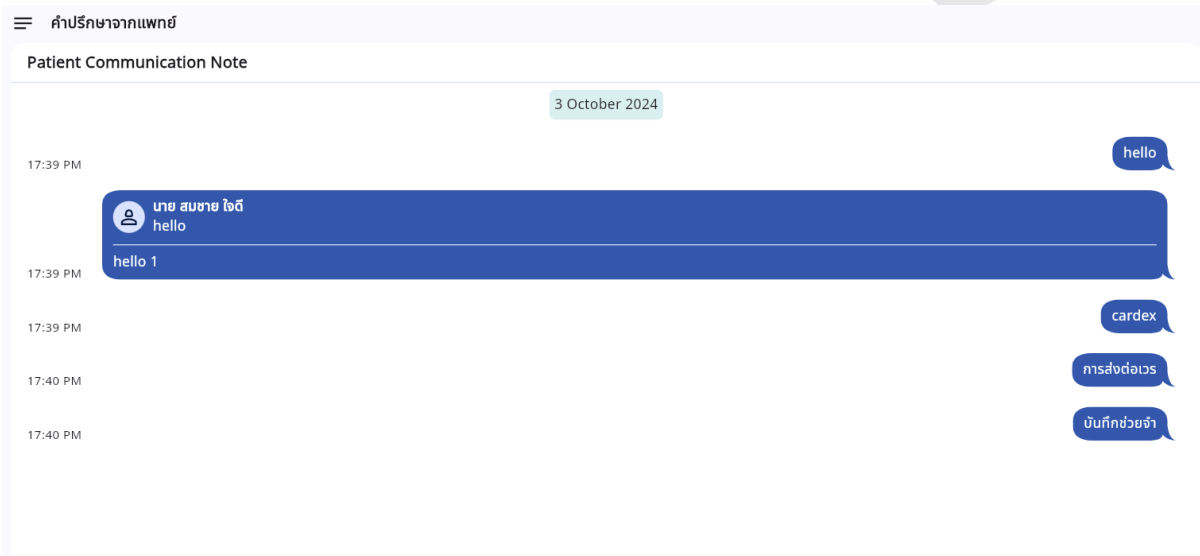 คำปรึกษาจากแพทย์
Patient Communication Note
3 October 2024
hello
17:39 PM
นาย สมชาย ใจดี
hello
hello 1
17:39 PM
cardex
17:39 PM
การส่งต่อเวร
17:40 PM
บันทึกช่วยจำ
17:40 PM